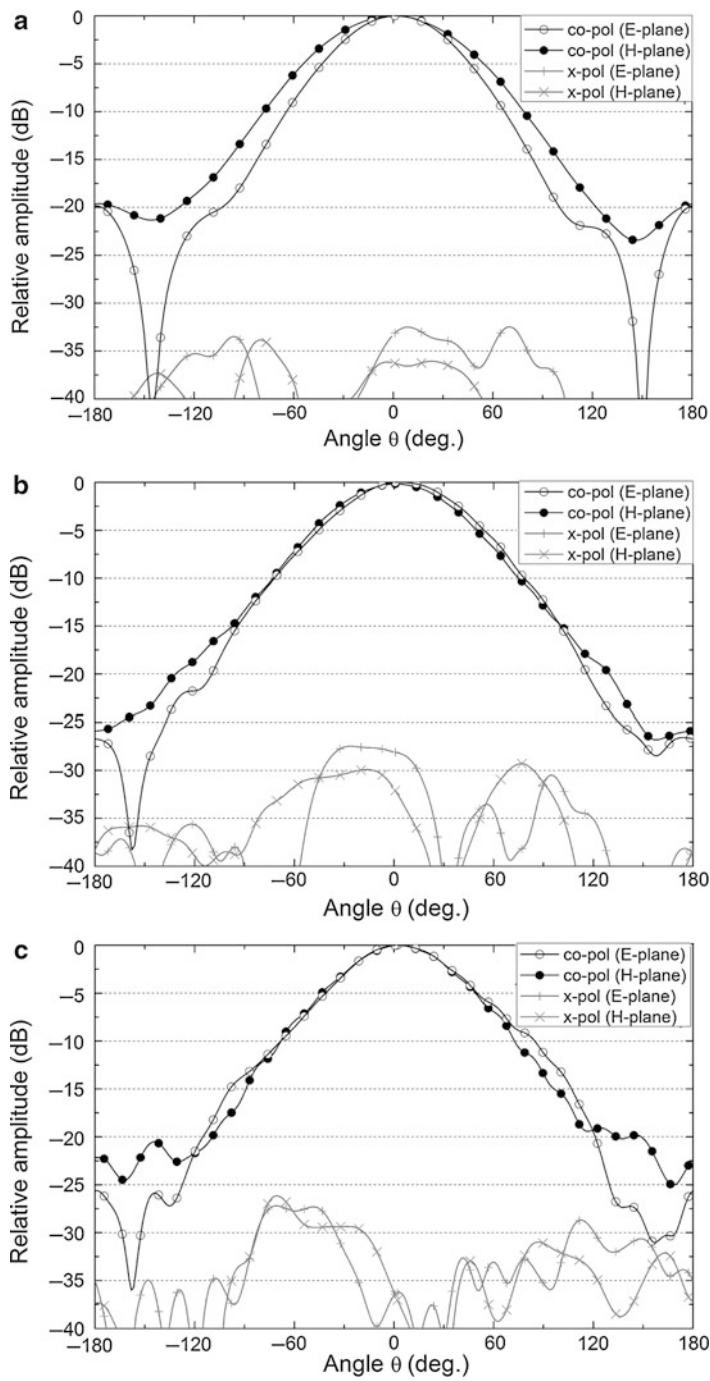 a
0
−5
−10
−15
−20
−25
−30
−35
−40
Relative amplitude (dB)
co-pol (E-plane)
co-pol (H-plane)
x-pol (E-plane)
x-pol (H-plane)
−180 −120 −60 0 60 120 180
Angle θ (deg.)
b
0
−5
−10
−15
−20
−25
−30
−35
−40
Relative amplitude (dB)
co-pol (E-plane)
co-pol (H-plane)
x-pol (E-plane)
x-pol (H-plane)
−180 −120 −60 0 60 120 180
Angle θ (deg.)
c
0
−5
−10
−15
−20
−25
−30
−35
−40
Relative amplitude (dB)
co-pol (E-plane)
co-pol (H-plane)
x-pol (E-plane)
x-pol (H-plane)
−180 −120 −60 0 60 120 180
Angle θ (deg.)